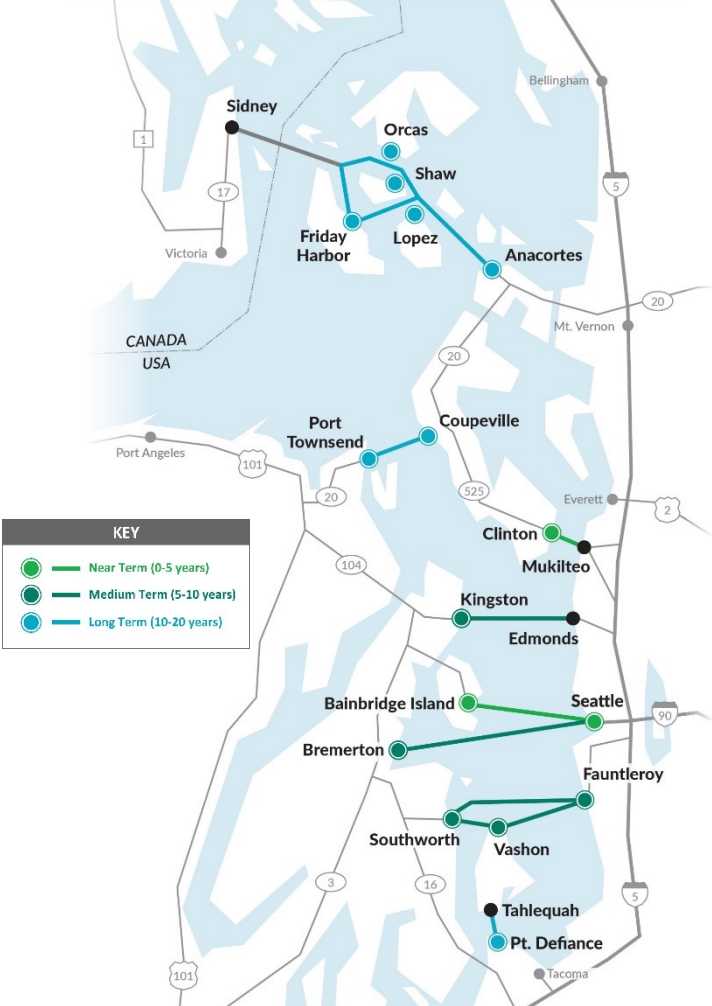 Bellingham
Sidney
Orcas
1
Shaw
5
17
Friday
Harbor
Lopez
Victoria
Anacortes
20
Mt. Vernon
CANADA
USA
20
Port
Townsend
Coupeville
Port Angeles
101
20
525
Everett
2
KEY
Near Term (0-5 years)
Medium Term (5-10 years)
Long Term (10-20 years)
Clinton
Mukilteo
104
Kingston
Edmonds
Bainbridge Island
Seattle
90
Bremerton
Fauntleroy
Southworth
Vashon
3
16
5
Tahlequah
Pt. Defiance
101
Tacoma